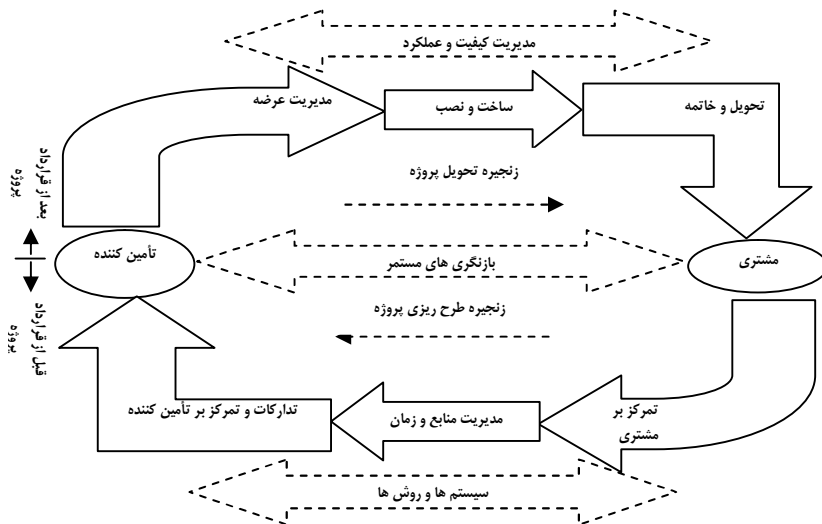 مدیریت کیفیت و عملکرد
مدیریت عرضه
ساخت و نصب
تحویل و خاتمه
زنجیره تحویل پروژه
بعد از قرارداد
پروژه
تأمین کننده
بازنگری های مستمر
مشتری
قبل از قرارداد
پروژه
زنجیره طرح ریزی پروژه
تمرکز بر
مشتری
مدیریت منابع و زمان
تدارکات و تمرکز بر تأمین کننده
سیستم ها و روش ها